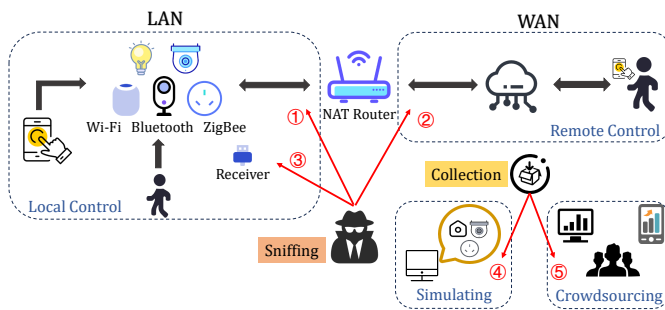 LAN
WAN
Wi-Fi Bluetooth ZigBee
NAT Router
①
②
③
Receiver
Remote Control
Local Control
Collection
Sniffing
④
⑤
Simulating
Crowdsourcing